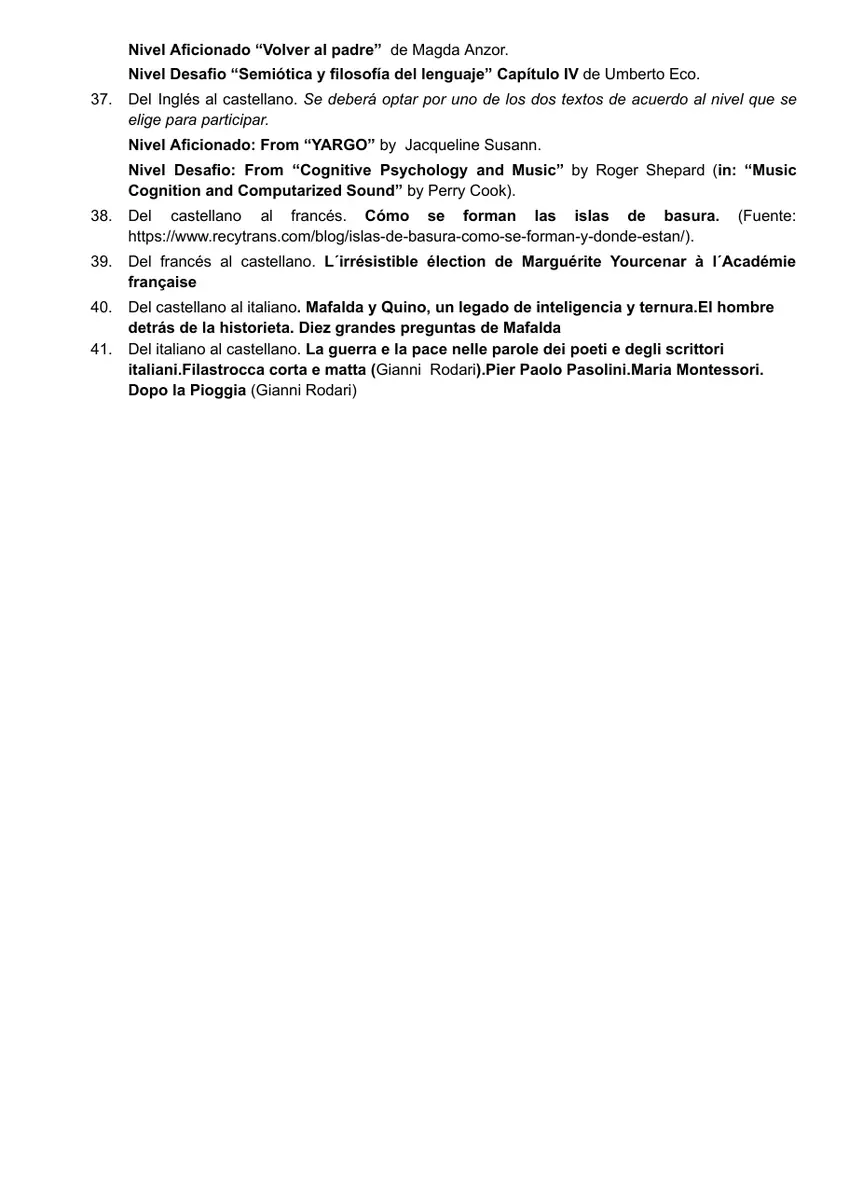 Nivel Aficionado “Volver al padre”  de Magda Anzor.
Nivel Desafio “Semiótica y filosofía del lenguaje” Capítulo IV de Umberto Eco.
37. Del Inglés al castellano. Se deberá optar por uno de los dos textos de acuerdo al nivel que se
elige para participar.
Nivel Aficionado: From “YARGO” by  Jacqueline Susann.
Nivel Desafio: From “Cognitive Psychology and Music” by Roger Shepard (in: “Music
Cognition and Computarized Sound” by Perry Cook).
38. Del castellano al francés. Cómo se forman las islas de basura. (Fuente:
https://www.recytrans.com/blog/islas-de-basura-como-se-forman-y-donde-estan/).
39. Del francés al castellano. L´irrésistible élection de Marguérite Yourcenar à l´Académie
française
40. Del castellano al italiano. Mafalda y Quino, un legado de inteligencia y ternura.El hombre
detrás de la historieta. Diez grandes preguntas de Mafalda
41. Del italiano al castellano. La guerra e la pace nelle parole dei poeti e degli scrittori
italiani.Filastrocca corta e matta (Gianni  Rodari).Pier Paolo Pasolini.Maria Montessori.
Dopo la Pioggia (Gianni Rodari)